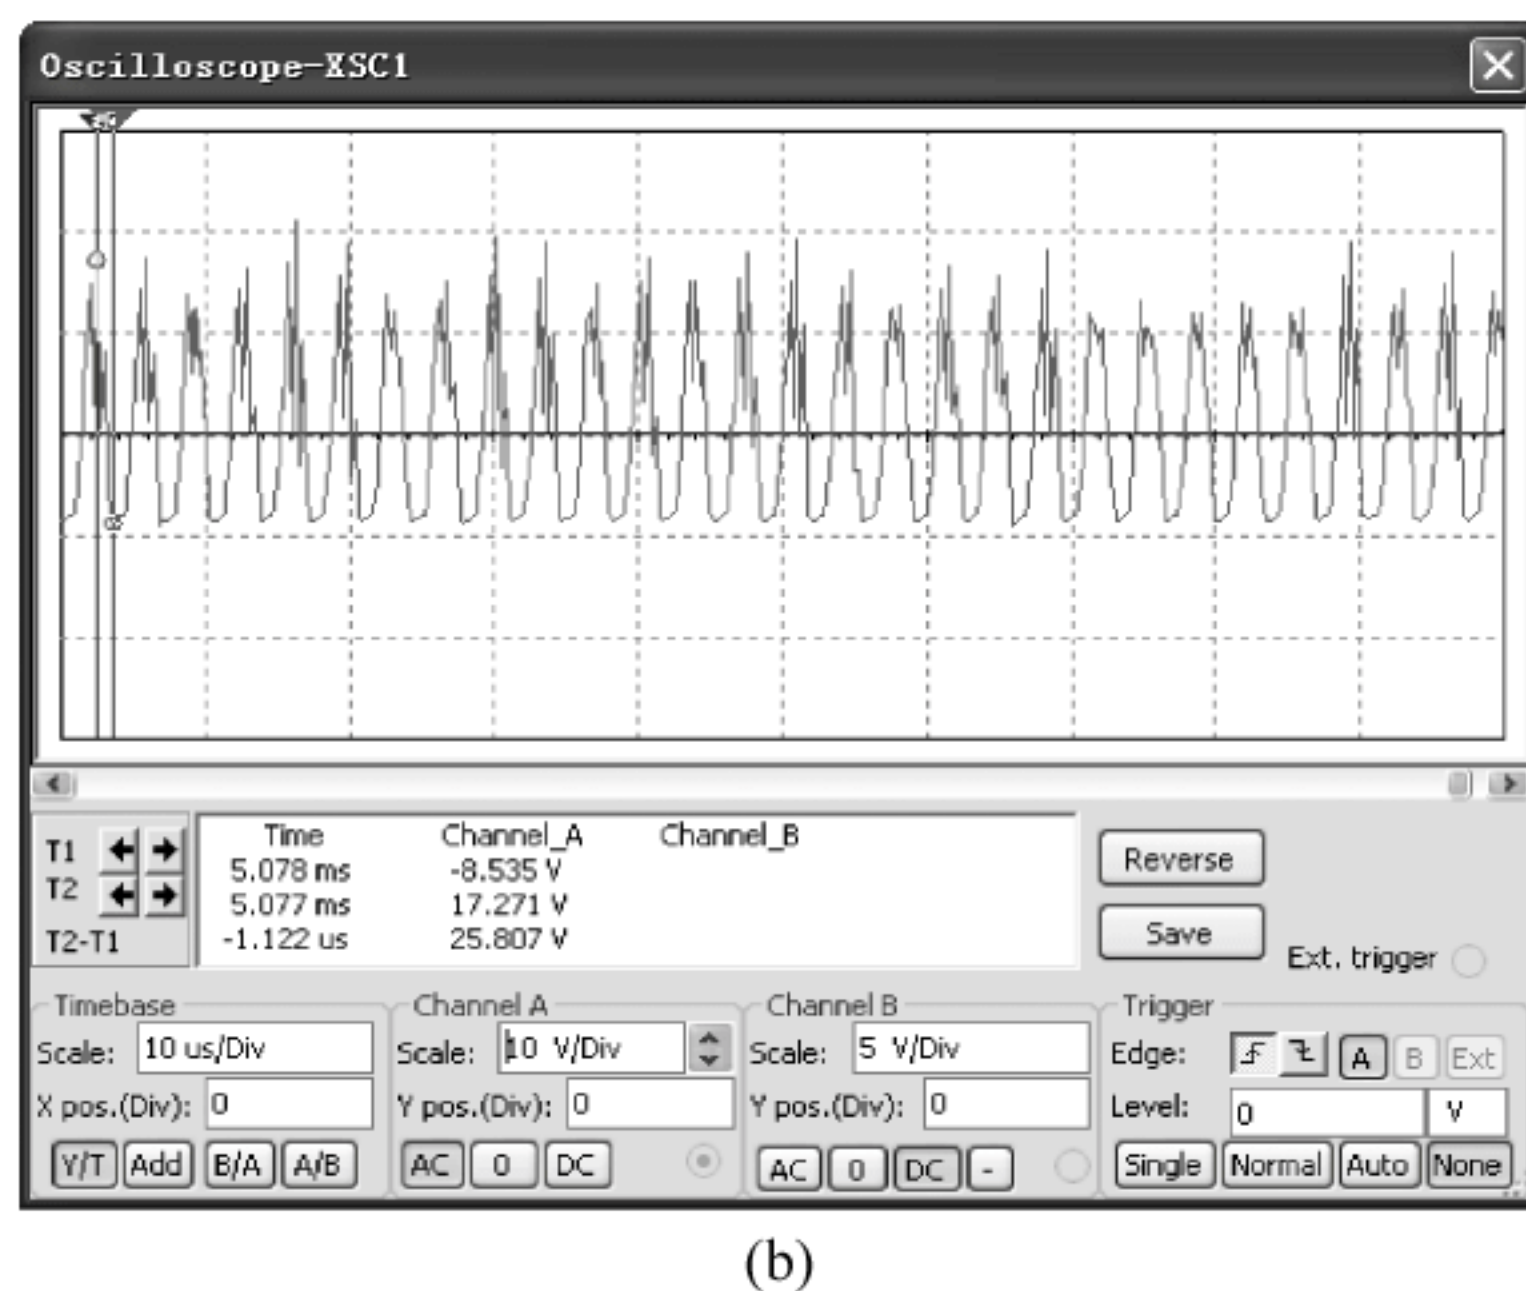 Oscilloscope-XSC1
Time Channel_A Channel_B
T1 5.078 ms -8.535 V
T2 5.077 ms 17.271 V
T2-T1 -1.122 us 25.807 V
Reverse
Save
Ext. trigger
Timebase Channel A Channel B Trigger
Scale: 10 us/Div Scale: 10 V/Div Scale: 5 V/Div Edge: A B Ext
X pos.(Div): 0 Y pos.(Div): 0 Y pos.(Div): 0 Level: 0 V
Y/T Add B/A A/B AC 0 DC AC 0 DC - Single Normal Auto None
(b)